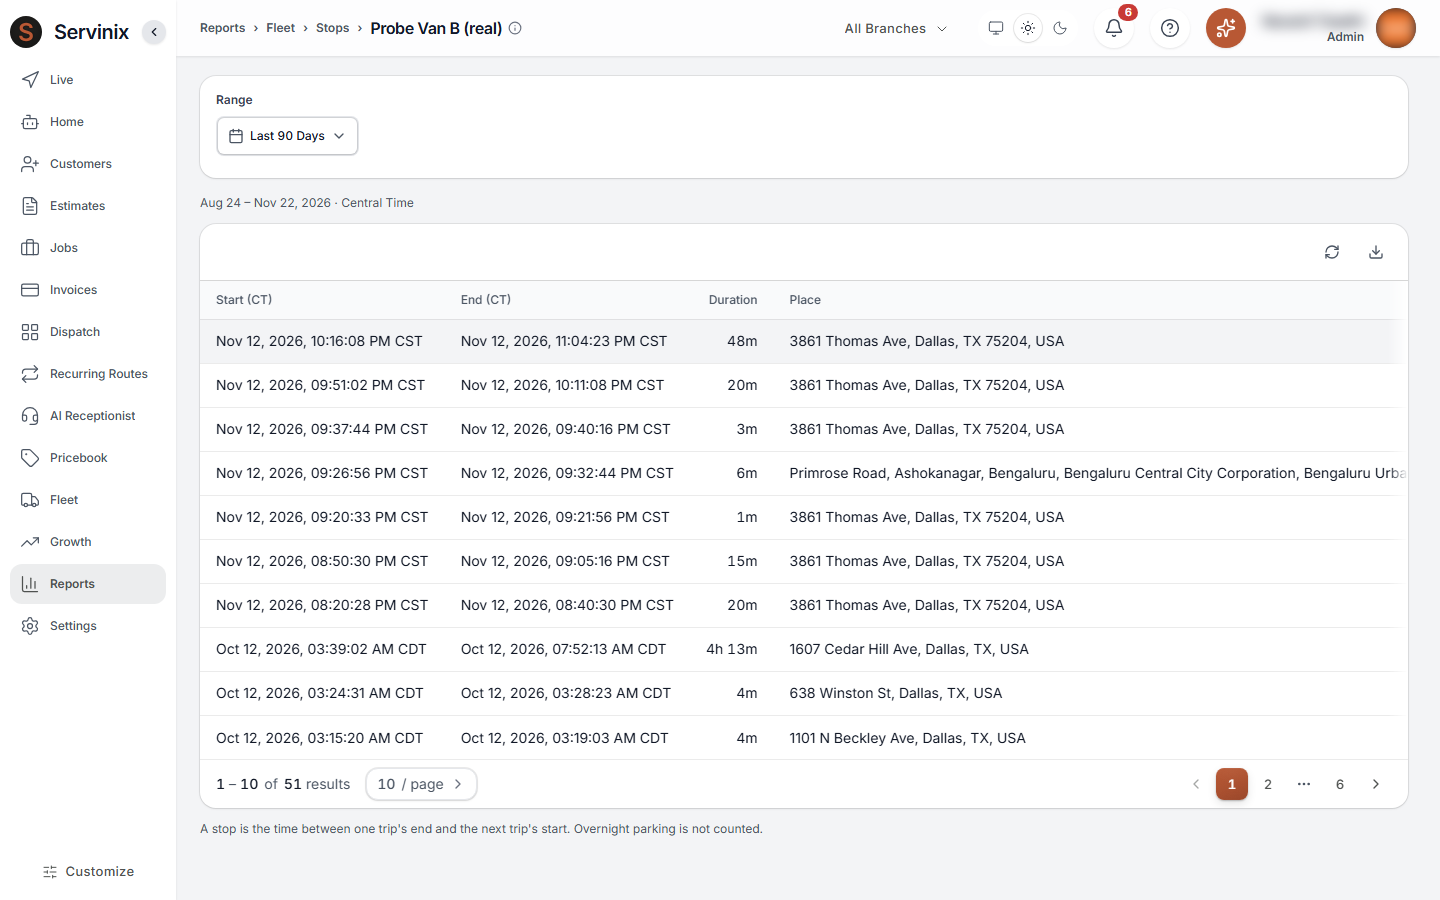 S Servinix
Reports › Fleet › Stops › Probe Van B (real)
All Branches
6
Admin
Live
Home
Customers
Estimates
Jobs
Invoices
Dispatch
Recurring Routes
AI Receptionist
Pricebook
Fleet
Growth
Reports
Settings
Customize
Range
Last 90 Days
Aug 24 – Nov 22, 2026 · Central Time
Start (CT) End (CT) Duration Place
Nov 12, 2026, 10:16:08 PM CST Nov 12, 2026, 11:04:23 PM CST 48m 3861 Thomas Ave, Dallas, TX 75204, USA
Nov 12, 2026, 09:51:02 PM CST Nov 12, 2026, 10:11:08 PM CST 20m 3861 Thomas Ave, Dallas, TX 75204, USA
Nov 12, 2026, 09:37:44 PM CST Nov 12, 2026, 09:40:16 PM CST 3m 3861 Thomas Ave, Dallas, TX 75204, USA
Nov 12, 2026, 09:26:56 PM CST Nov 12, 2026, 09:32:44 PM CST 6m Primrose Road, Ashokanagar, Bengaluru, Bengaluru Central City Corporation, Bengaluru Urba
Nov 12, 2026, 09:20:33 PM CST Nov 12, 2026, 09:21:56 PM CST 1m 3861 Thomas Ave, Dallas, TX 75204, USA
Nov 12, 2026, 08:50:30 PM CST Nov 12, 2026, 09:05:16 PM CST 15m 3861 Thomas Ave, Dallas, TX 75204, USA
Nov 12, 2026, 08:20:28 PM CST Nov 12, 2026, 08:40:30 PM CST 20m 3861 Thomas Ave, Dallas, TX 75204, USA
Oct 12, 2026, 03:39:02 AM CDT Oct 12, 2026, 07:52:13 AM CDT 4h 13m 1607 Cedar Hill Ave, Dallas, TX, USA
Oct 12, 2026, 03:24:31 AM CDT Oct 12, 2026, 03:28:23 AM CDT 4m 638 Winston St, Dallas, TX, USA
Oct 12, 2026, 03:15:20 AM CDT Oct 12, 2026, 03:19:03 AM CDT 4m 1101 N Beckley Ave, Dallas, TX, USA
1 – 10 of 51 results 10 / page 1 2 ••• 6
A stop is the time between one trip's end and the next trip's start. Overnight parking is not counted.